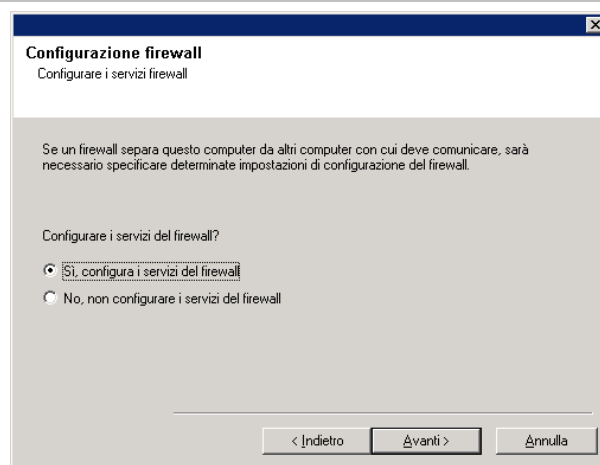 Configurazione firewall
Configurare i servizi firewall
Se un firewall separa questo computer da altri computer con cui deve comunicare, sarà
necessario specificare determinate impostazioni di configurazione del firewall.
Configurare i servizi del firewall?
Sì, configura i servizi del firewall
No, non configurare i servizi del firewall
< Indietro
Avanti >
Annulla